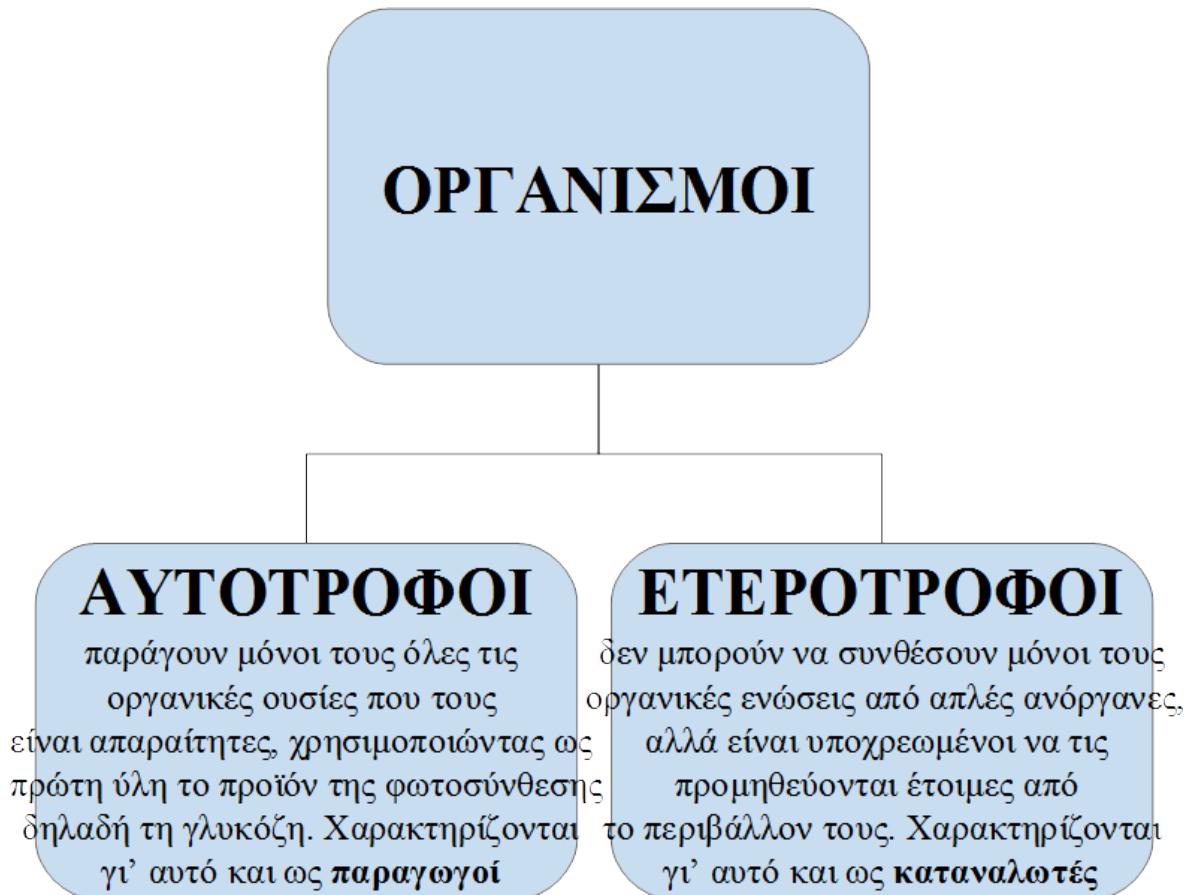 ΟΡΓΑΝΙΣΜΟΙ
ΑΥΤΟΤΡΟΦΟΙ
παράγουν μόνοι τους όλες τις
οργανικές ουσίες που τους
είναι απαραίτητες, χρησιμοποιώντας ως
πρώτη ύλη το προϊόν της φωτοσύνθεσης
δηλαδή τη γλυκόζη. Χαρακτηρίζονται
γι’ αυτό και ως παραγωγοί
ΕΤΕΡΟΤΡΟΦΟΙ
δεν μπορούν να συνθέσουν μόνοι τους
οργανικές ενώσεις από απλές ανόργανες,
αλλά είναι υποχρεωμένοι να τις
προμηθεύονται έτοιμες από
το περιβάλλον τους. Χαρακτηρίζονται
γι’ αυτό και ως καταναλωτές